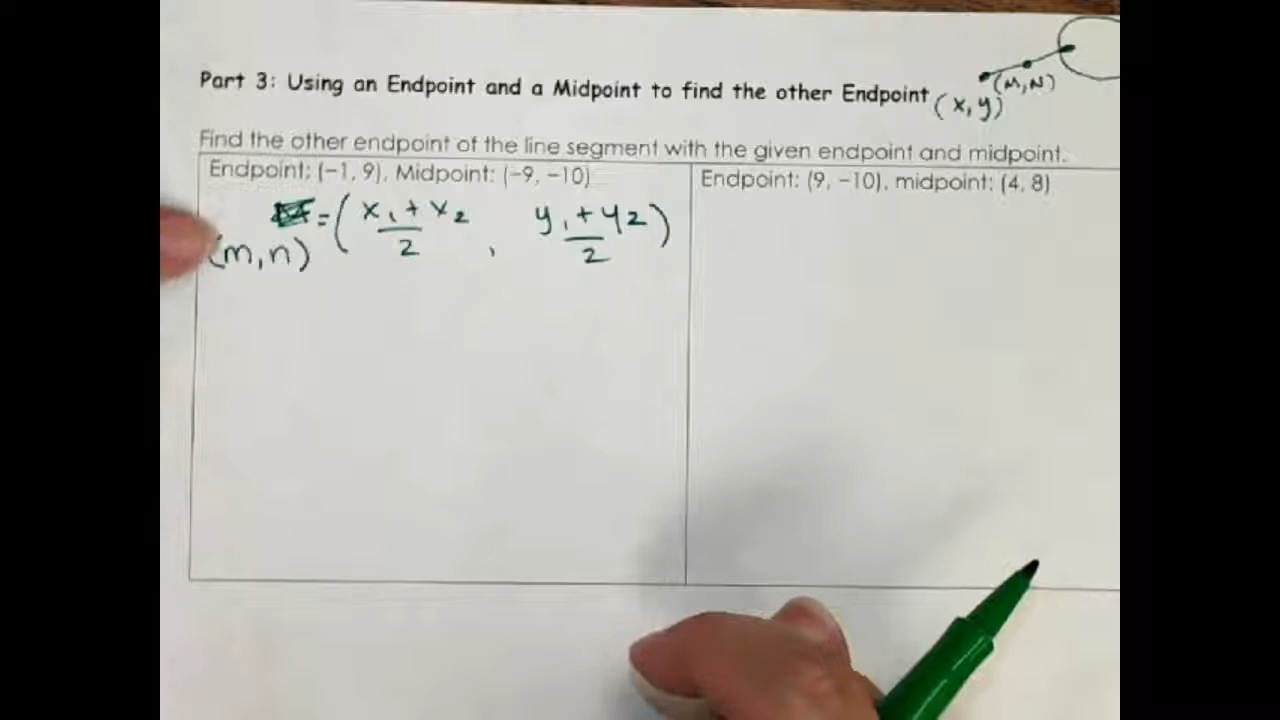 Part 3: Using an Endpoint and a Midpoint to find the other Endpoint
(M,N)
(x,y)
Find the other endpoint of the line segment with the given endpoint and midpoint.
Endpoint: (−1, 9), Midpoint: (−9, −10)
(m,n) = (x₁ + x₂ / 2 , y₁ + y₂ / 2)
Endpoint: (9, −10), midpoint: (4, 8)